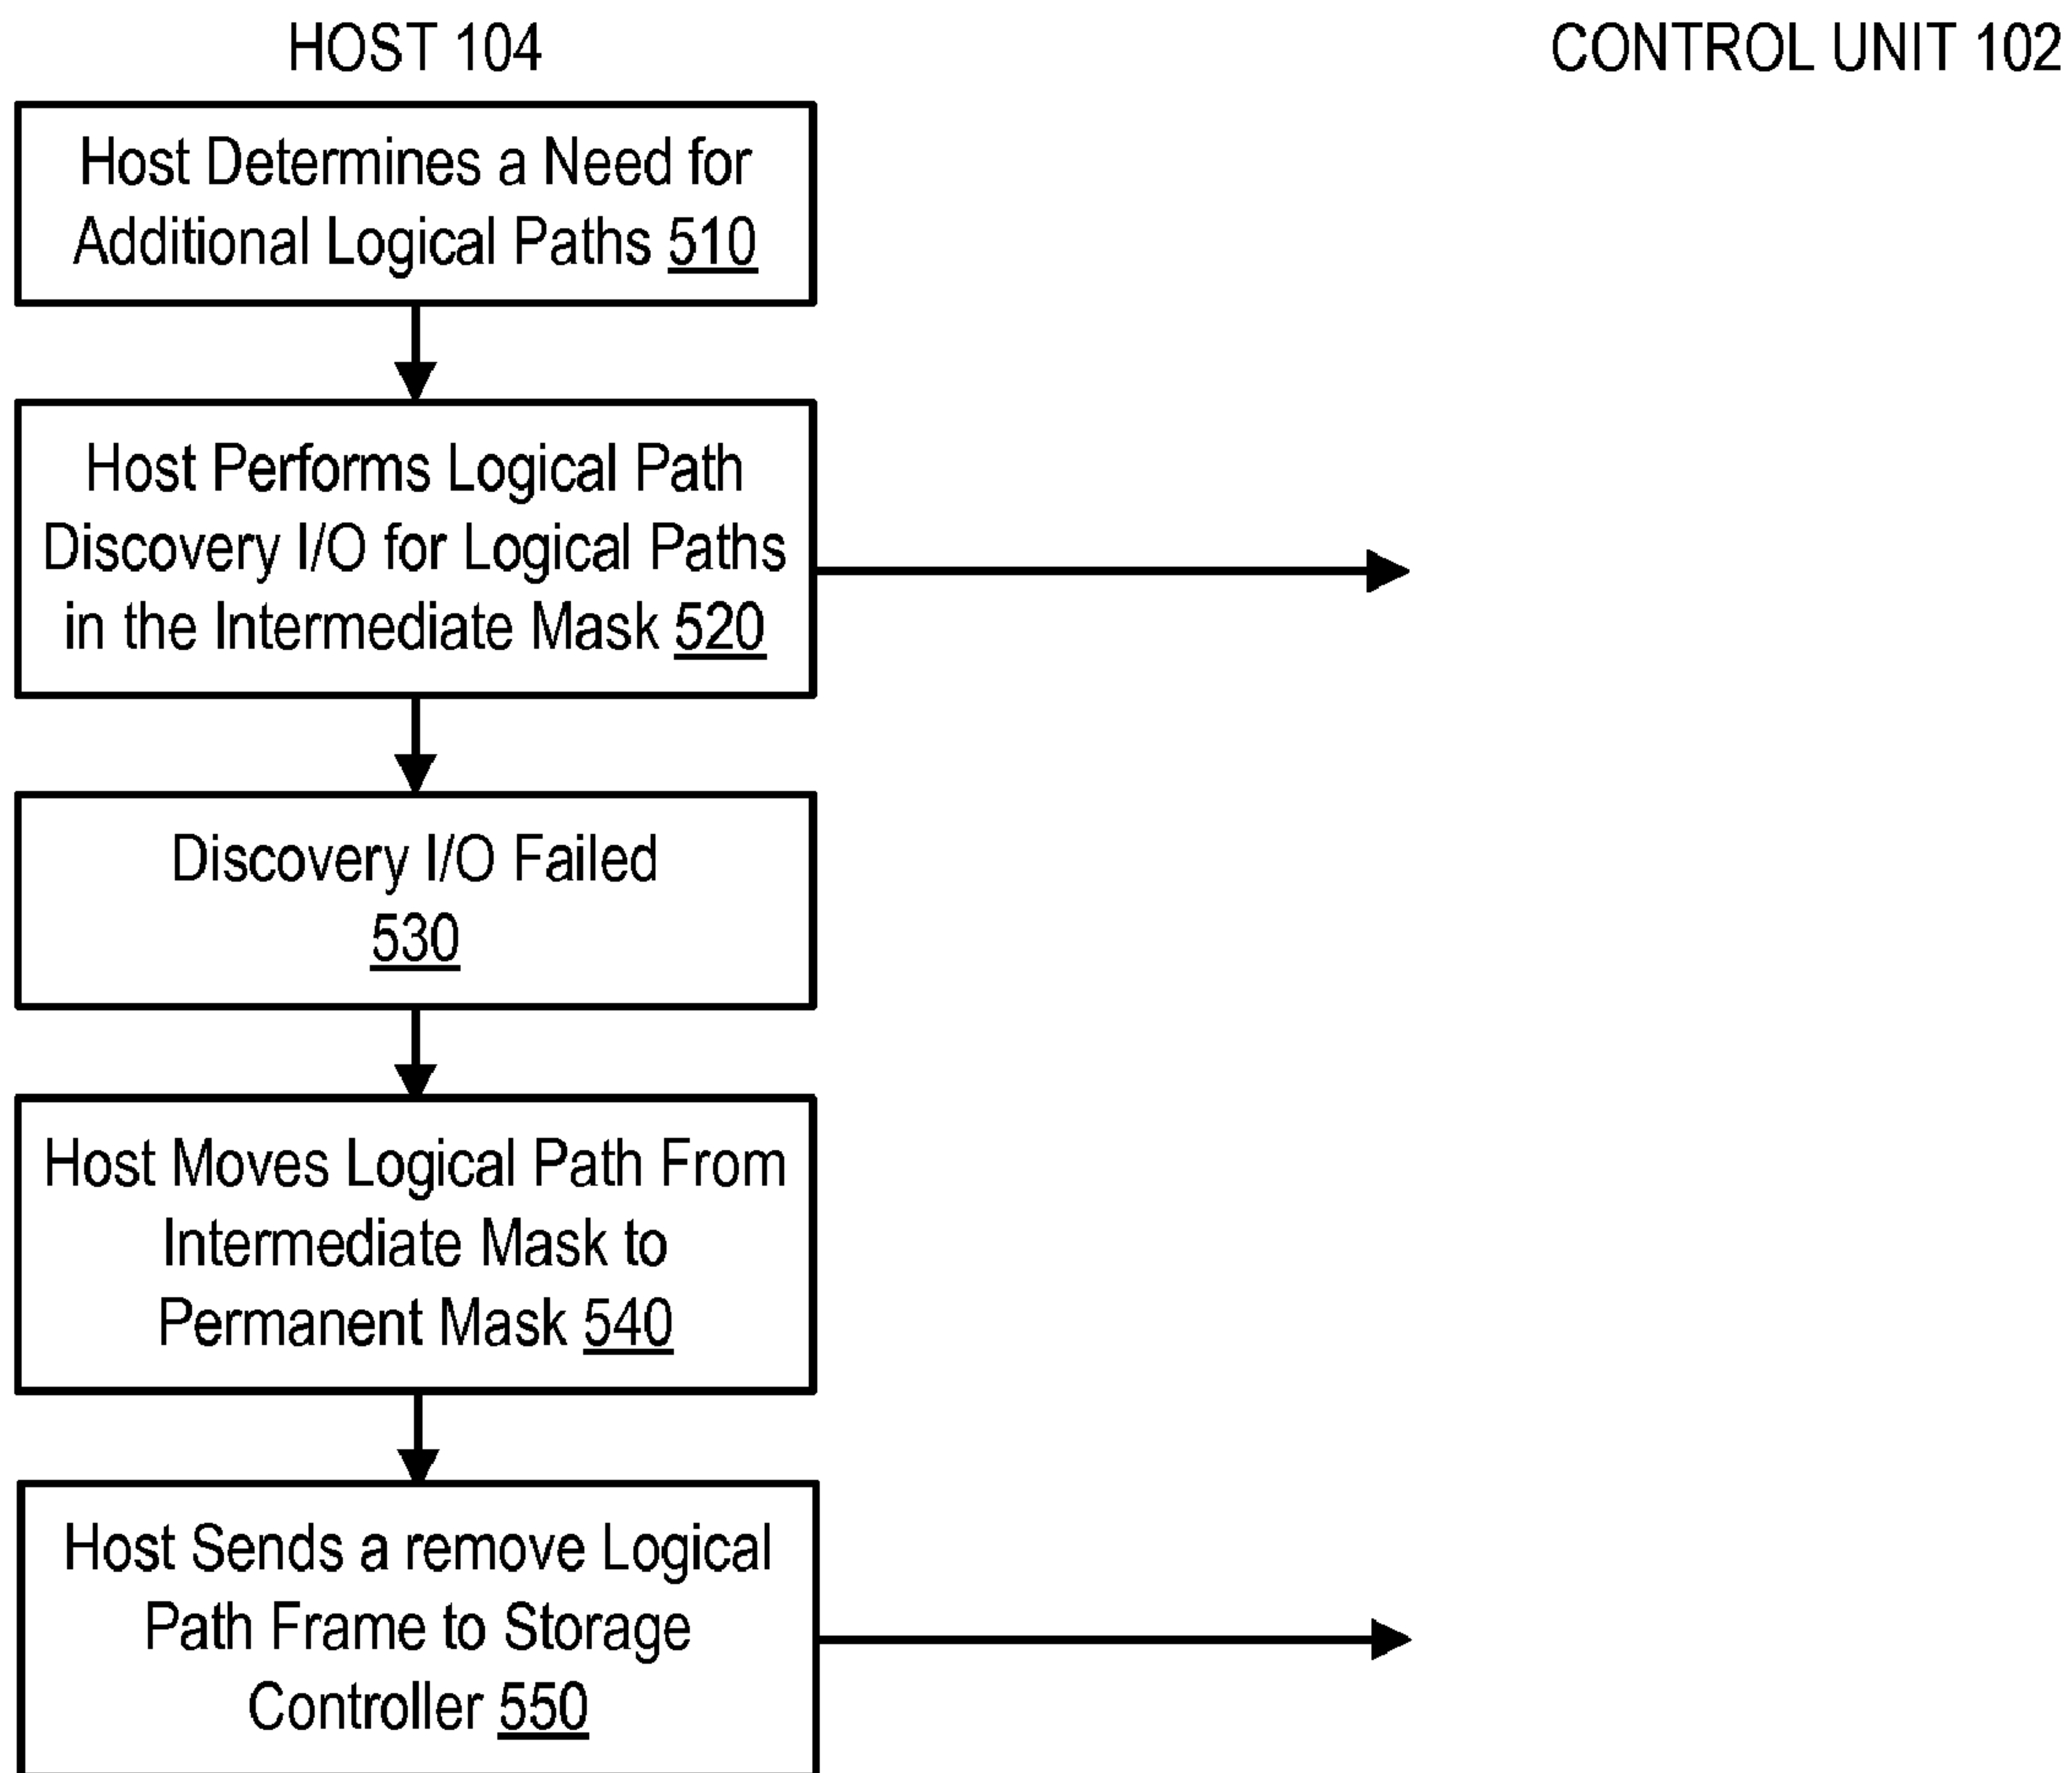 HOST 104
CONTROL UNIT 102
Host Determines a Need for
Additional Logical Paths 510
Host Performs Logical Path
Discovery I/O for Logical Paths
in the Intermediate Mask 520
Discovery I/O Failed
530
Host Moves Logical Path From
Intermediate Mask to
Permanent Mask 540
Host Sends a remove Logical
Path Frame to Storage
Controller 550